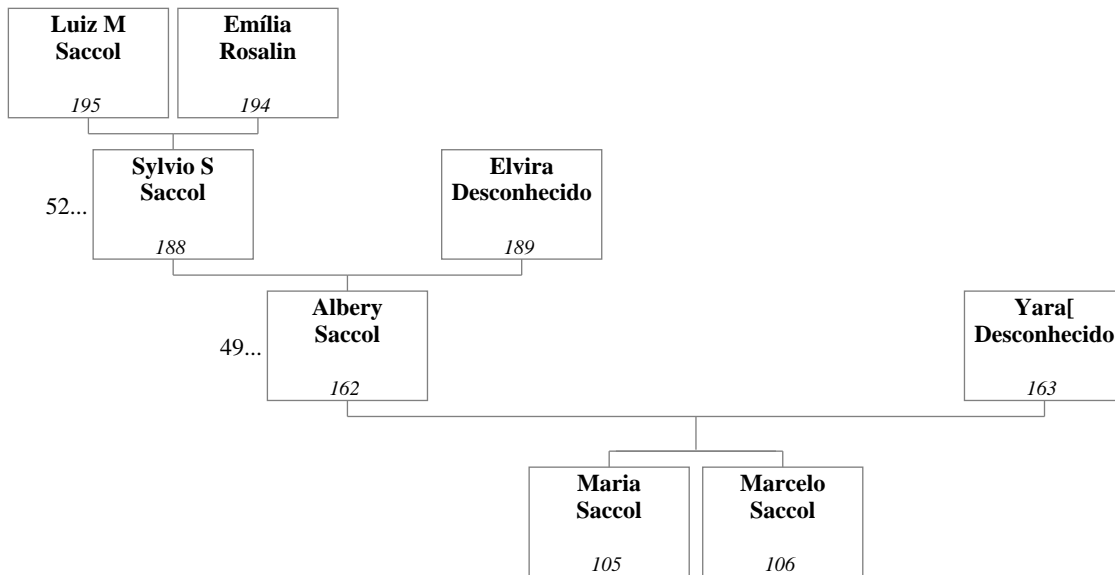 Luiz M
Saccol
195
Emília
Rosalin
194
Sylvio S
Saccol
188
52...
Elvira
Desconhecido
189
Albery
Saccol
162
49...
Yara[
Desconhecido
163
Maria
Saccol
105
Marcelo
Saccol
106